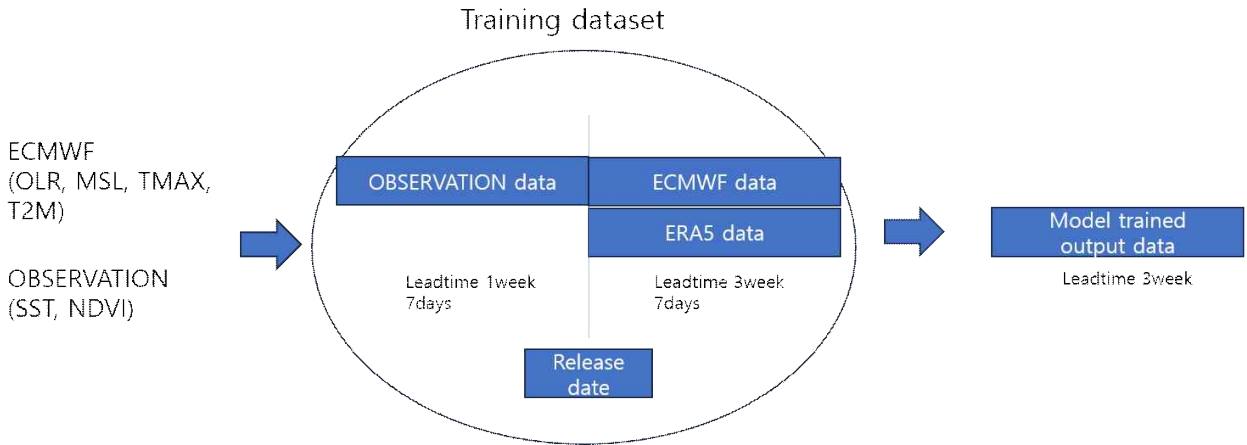 Training dataset
ECMWF
(OLR, MSL, TMAX,
T2M)
OBSERVATION
(SST, NDVI)
OBSERVATION data
ECMWF data
ERA5 data
Leadtime 1week
7days
Leadtime 3week
7days
Release
date
Model trained
output data
Leadtime 3week